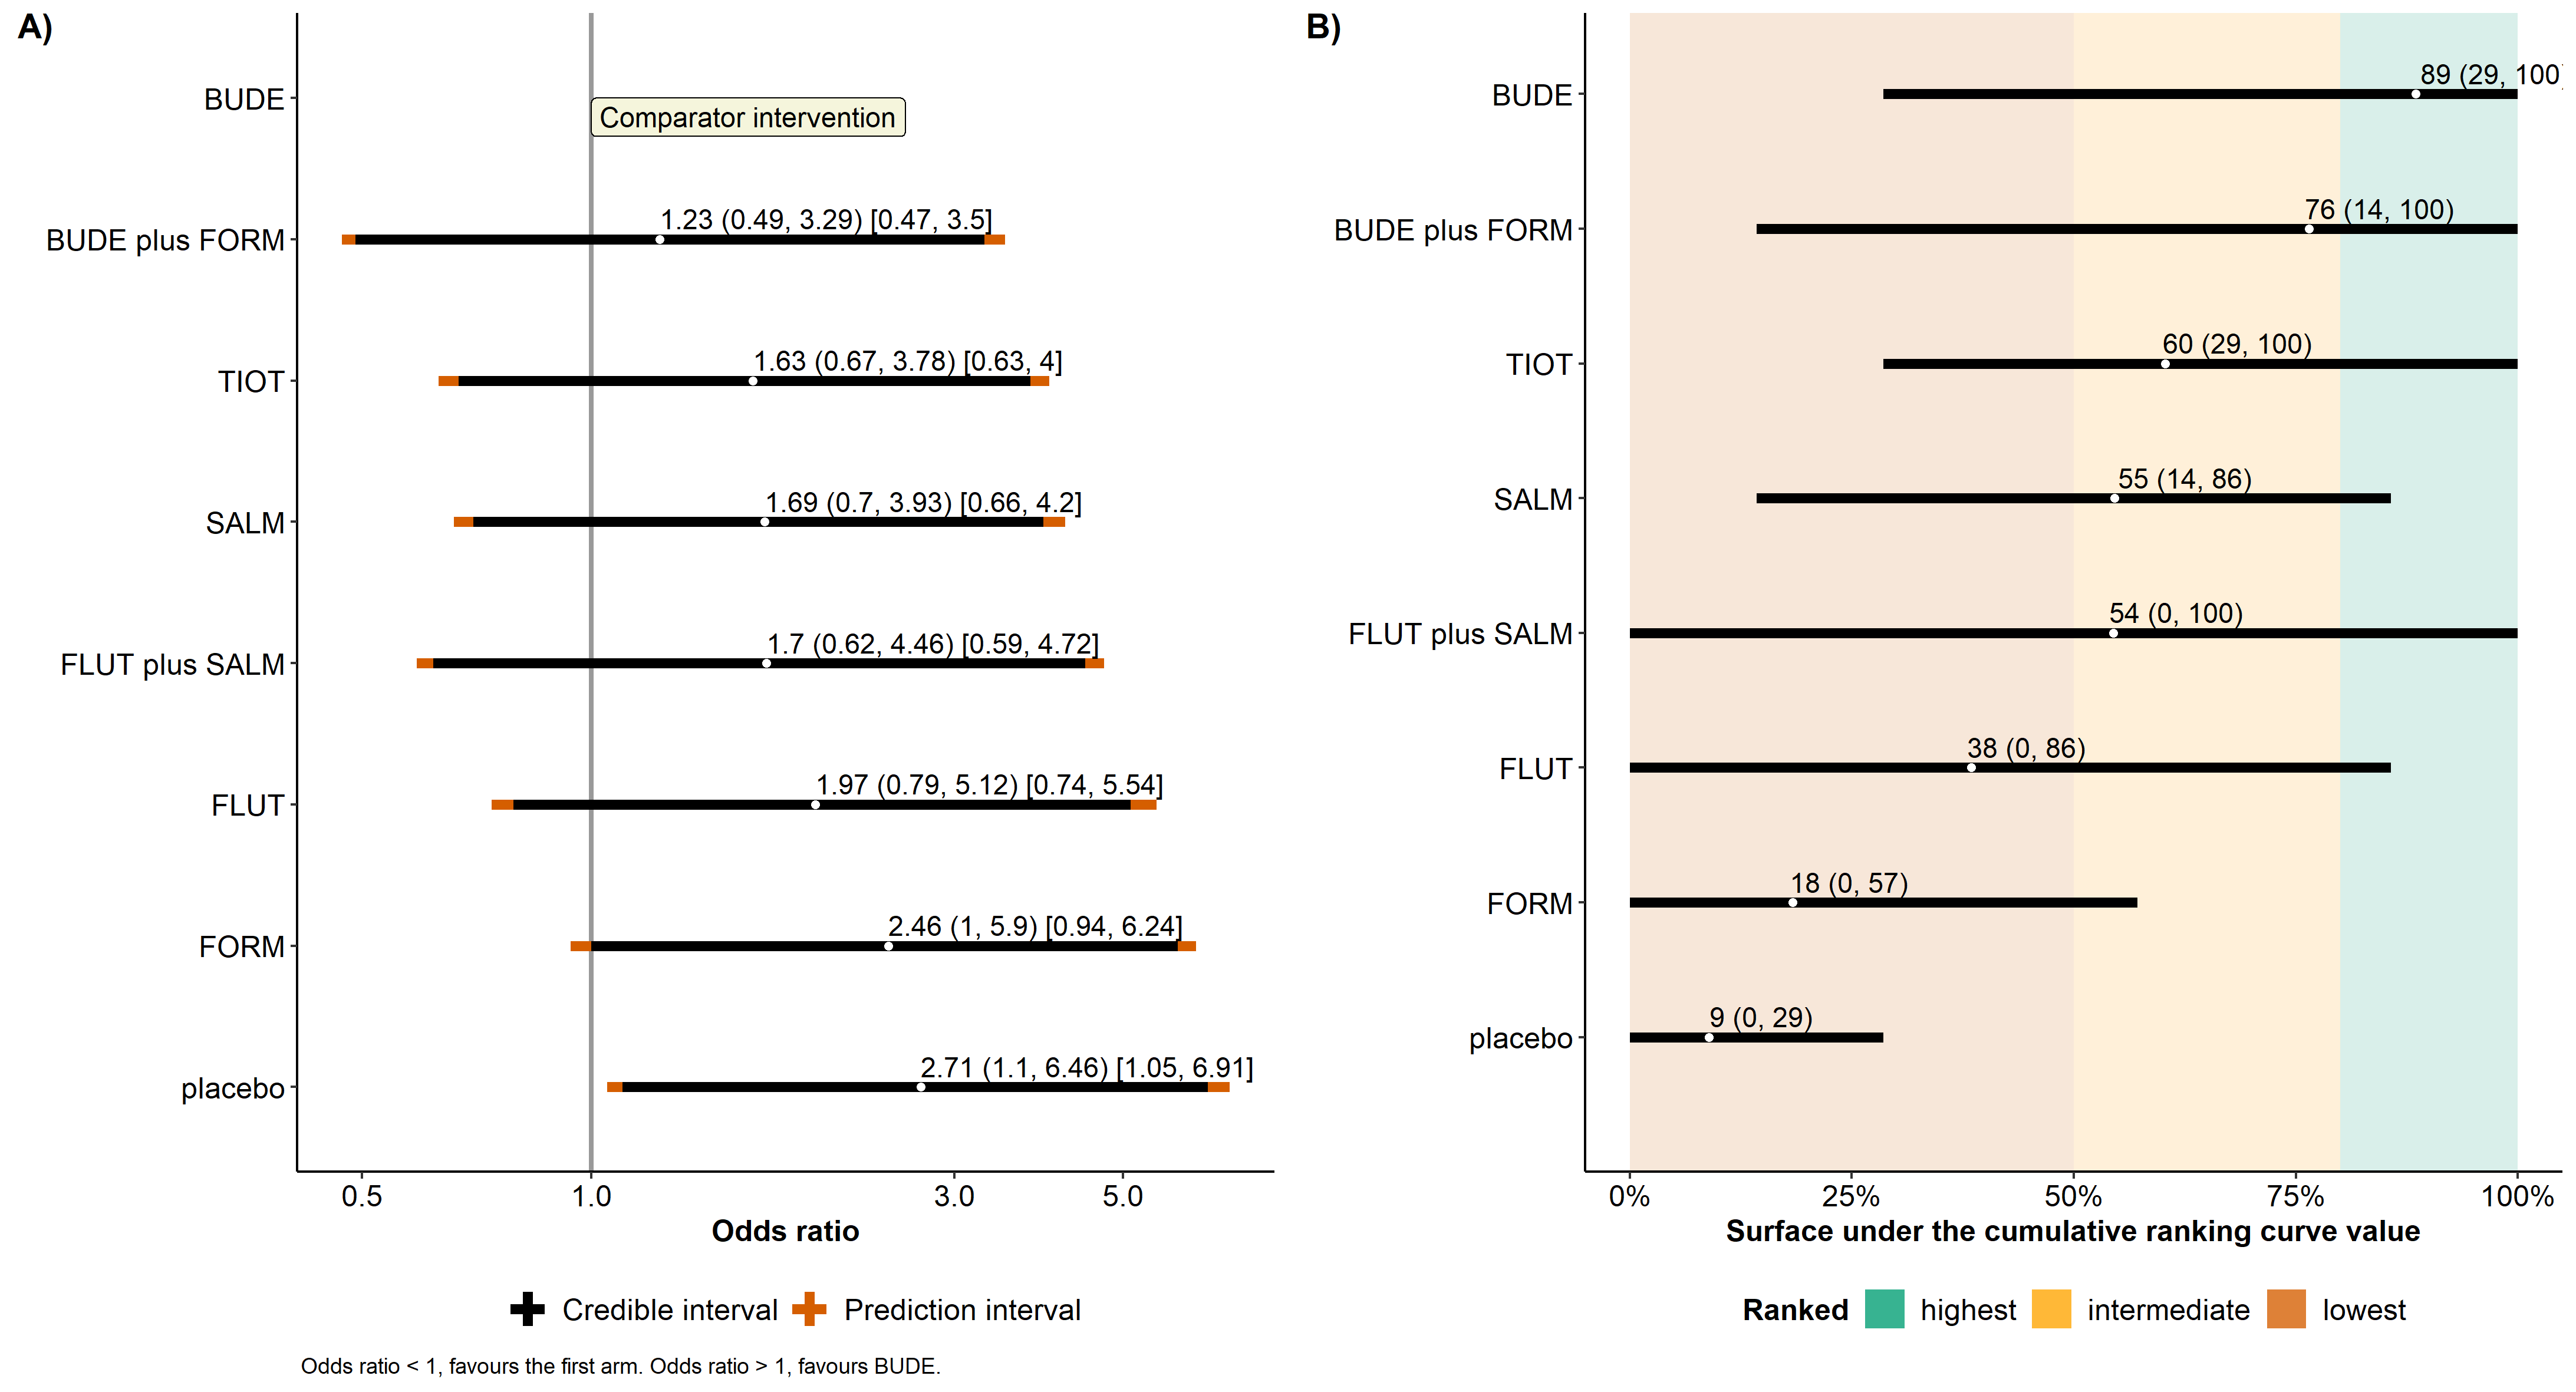 A)
BUDE
Comparator intervention
BUDE plus FORM
1.23 (0.49, 3.29) [0.47, 3.5]
TIOT
1.63 (0.67, 3.78) [0.63, 4]
SALM
1.69 (0.7, 3.93) [0.66, 4.2]
FLUT plus SALM
1.7 (0.62, 4.46) [0.59, 4.72]
FLUT
1.97 (0.79, 5.12) [0.74, 5.54]
FORM
2.46 (1, 5.9) [0.94, 6.24]
placebo
2.71 (1.1, 6.46) [1.05, 6.91]
0.5 1.0 3.0 5.0
Odds ratio
Credible interval Prediction interval
Odds ratio < 1, favours the first arm. Odds ratio > 1, favours BUDE.
B)
BUDE
89 (29, 100)
BUDE plus FORM
76 (14, 100)
TIOT
60 (29, 100)
SALM
55 (14, 86)
FLUT plus SALM
54 (0, 100)
FLUT
38 (0, 86)
FORM
18 (0, 57)
placebo
9 (0, 29)
0% 25% 50% 75% 100%
Surface under the cumulative ranking curve value
Ranked highest intermediate lowest